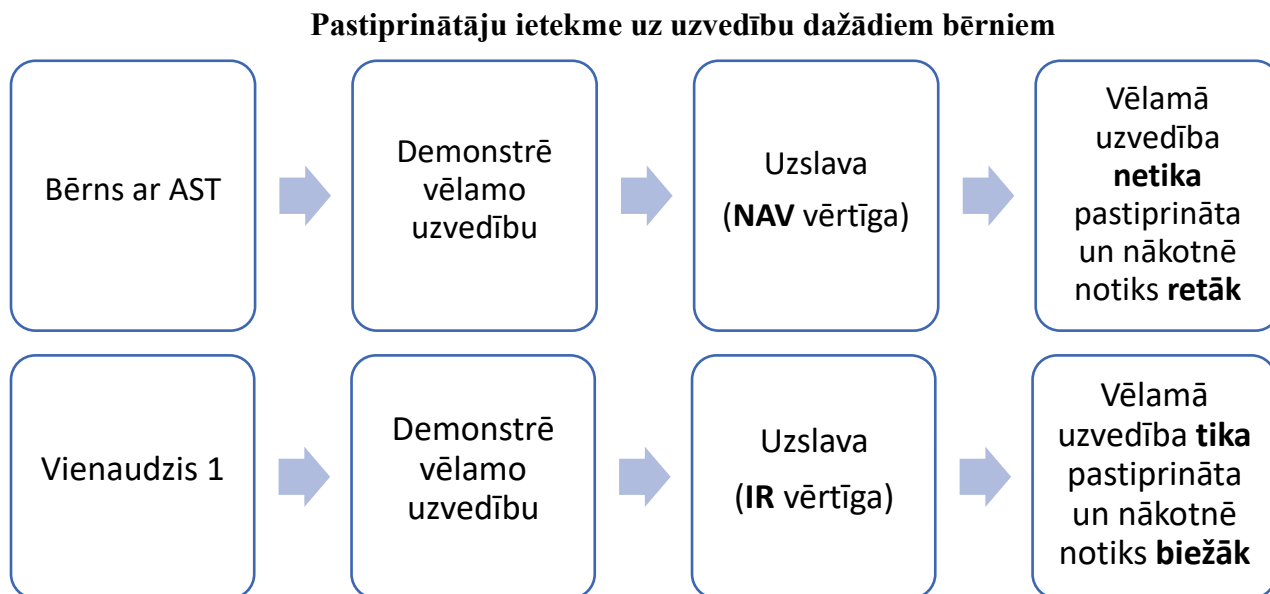 Pastiprinātāju ietekme uz uzvedību dažādiem bērniem
Bērns ar AST
Demonstrē
vēlamo
uzvedību
Uzslava
(NAV vērtīga)
Vēlamā
uzvedība
netika
pastiprināta
un nākotnē
notiks retāk
Vienaudzis 1
Demonstrē
vēlamo
uzvedību
Uzslava
(IR vērtīga)
Vēlamā
uzvedība tika
pastiprināta
un nākotnē
notiks biežāk